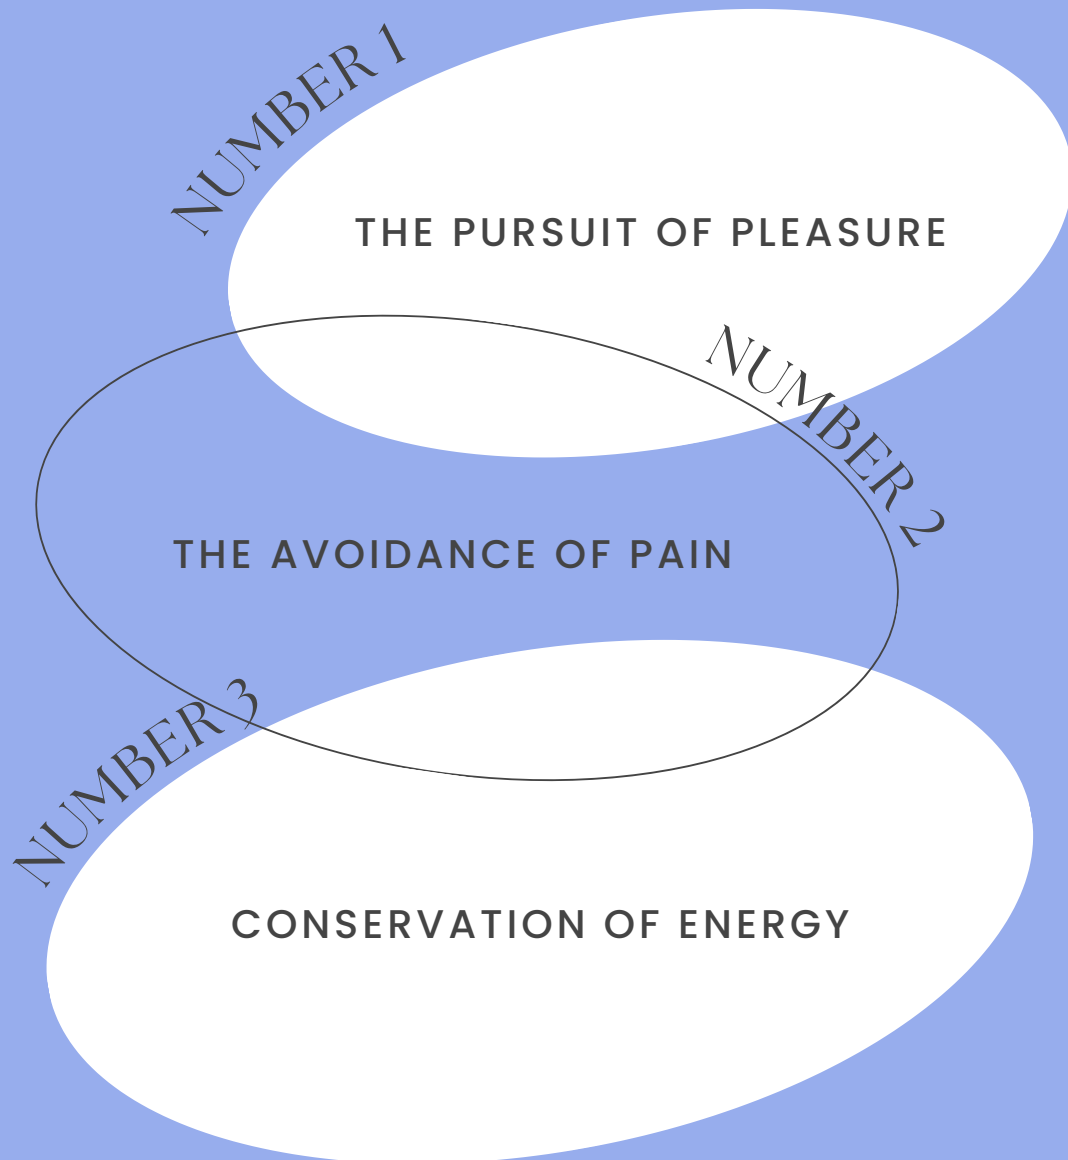 NUMBER 1
THE PURSUIT OF PLEASURE
NUMBER 2
THE AVOIDANCE OF PAIN
NUMBER 3
CONSERVATION OF ENERGY